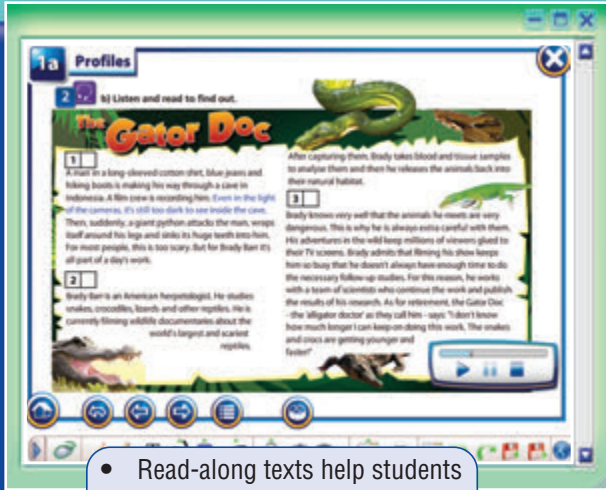 1a Profiles
2 b) Listen and read to find out.
The Gator Doc
1
A man in a long-sleeved cotton shirt, blue jeans and
hiking boots is making his way through a cave in
Indonesia. A film crew is recording him. Even in the light
of the cameras, it's still too dark to see inside the cave.
Then, suddenly, a giant python attacks the man, wraps
itself around his legs and sinks its huge teeth into him.
For most people, this is too scary. But for Brady Barr it's
all part of a day's work.
2
Brady Barr is an American herpetologist. He studies
snakes, crocodiles, lizards and other reptiles. He is
currently filming wildlife documentaries about the
world's largest and scariest
reptiles.
After capturing them, Brady takes blood and tissue samples
to analyse them and then he releases the animals back into
their natural habitat.
3
Brady knows very well that the animals he meets are very
dangerous. This is why he is always extra careful with them.
His adventures in the wild keep millions of viewers glued to
their TV screens. Brady admits that filming his show keeps
him so busy that he doesn't always have enough time to do
the necessary follow-up studies. For this reason, he works
with a team of scientists who continue the work and publish
the results of his research. As for retirement, the Gator Doc
- the 'alligator doctor' as they call him - says: "I don't know
how much longer I can keep on doing this work. The snakes
and crocs are getting younger and
faster!"
• Read-along texts help students